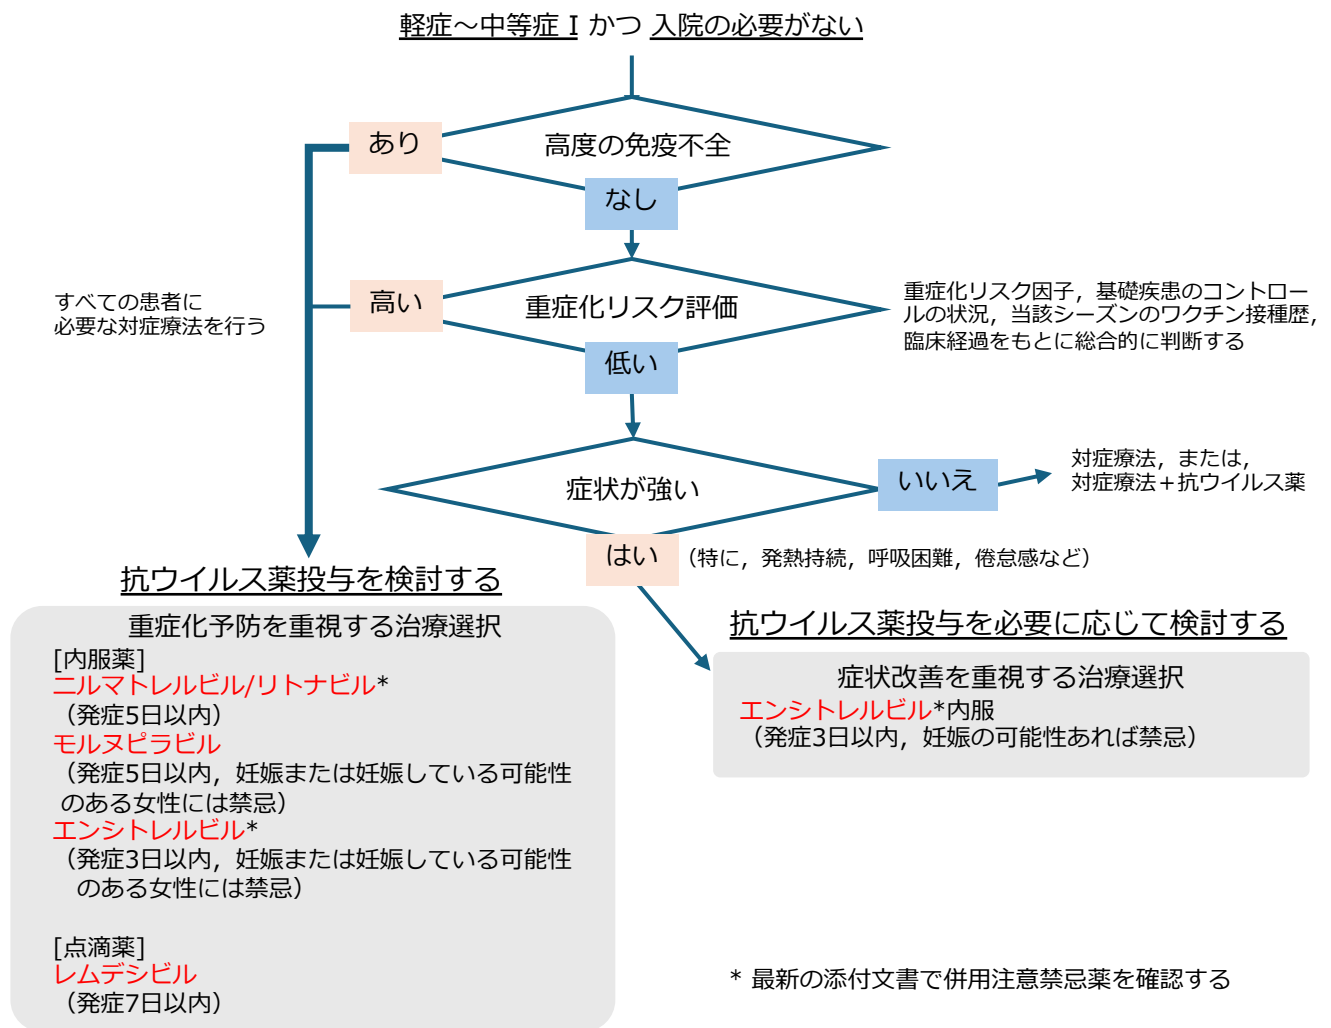 軽症～中等症 I かつ 入院の必要がない
あり
高度の免疫不全
なし
すべての患者に
必要な対症療法を行う
高い
重症化リスク評価
重症化リスク因子，基礎疾患のコントロー
ルの状況，当該シーズンのワクチン接種歴，
臨床経過をもとに総合的に判断する
低い
症状が強い
いいえ
対症療法，または，
対症療法＋抗ウイルス薬
はい
（特に，発熱持続，呼吸困難，倦怠感など）
抗ウイルス薬投与を検討する
重症化予防を重視する治療選択
[内服薬]
ニルマトレルビル/リトナビル*
（発症5日以内）
モルヌピラビル
（発症5日以内，妊娠または妊娠している可能性
のある女性には禁忌）
エンシトレルビル*
（発症3日以内，妊娠または妊娠している可能性
のある女性には禁忌）
[点滴薬]
レムデシビル
（発症7日以内）
抗ウイルス薬投与を必要に応じて検討する
症状改善を重視する治療選択
エンシトレルビル*内服
（発症3日以内，妊娠の可能性あれば禁忌）
* 最新の添付文書で併用注意禁忌薬を確認する